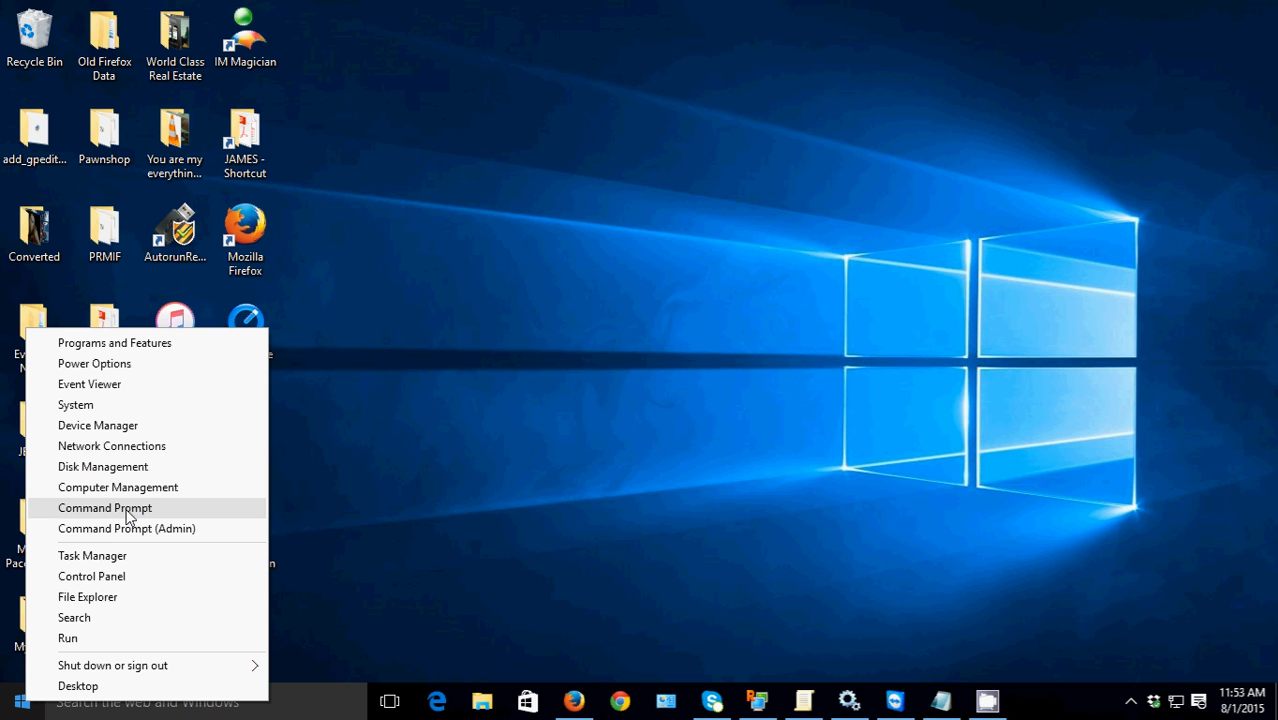 Recycle Bin
Old Firefox
Data
World Class
Real Estate
IM Magician
add_gpedit...
Pawnshop
You are my
everythin...
JAMES -
Shortcut
Converted
PRMIF
AutorunRe...
Mozilla
Firefox
Programs and Features
Power Options
Event Viewer
System
Device Manager
Network Connections
Disk Management
Computer Management
Command Prompt
Command Prompt (Admin)
Task Manager
Control Panel
File Explorer
Search
Run
Shut down or sign out
Desktop
Search the web and Windows
11:53 AM
8/1/2015